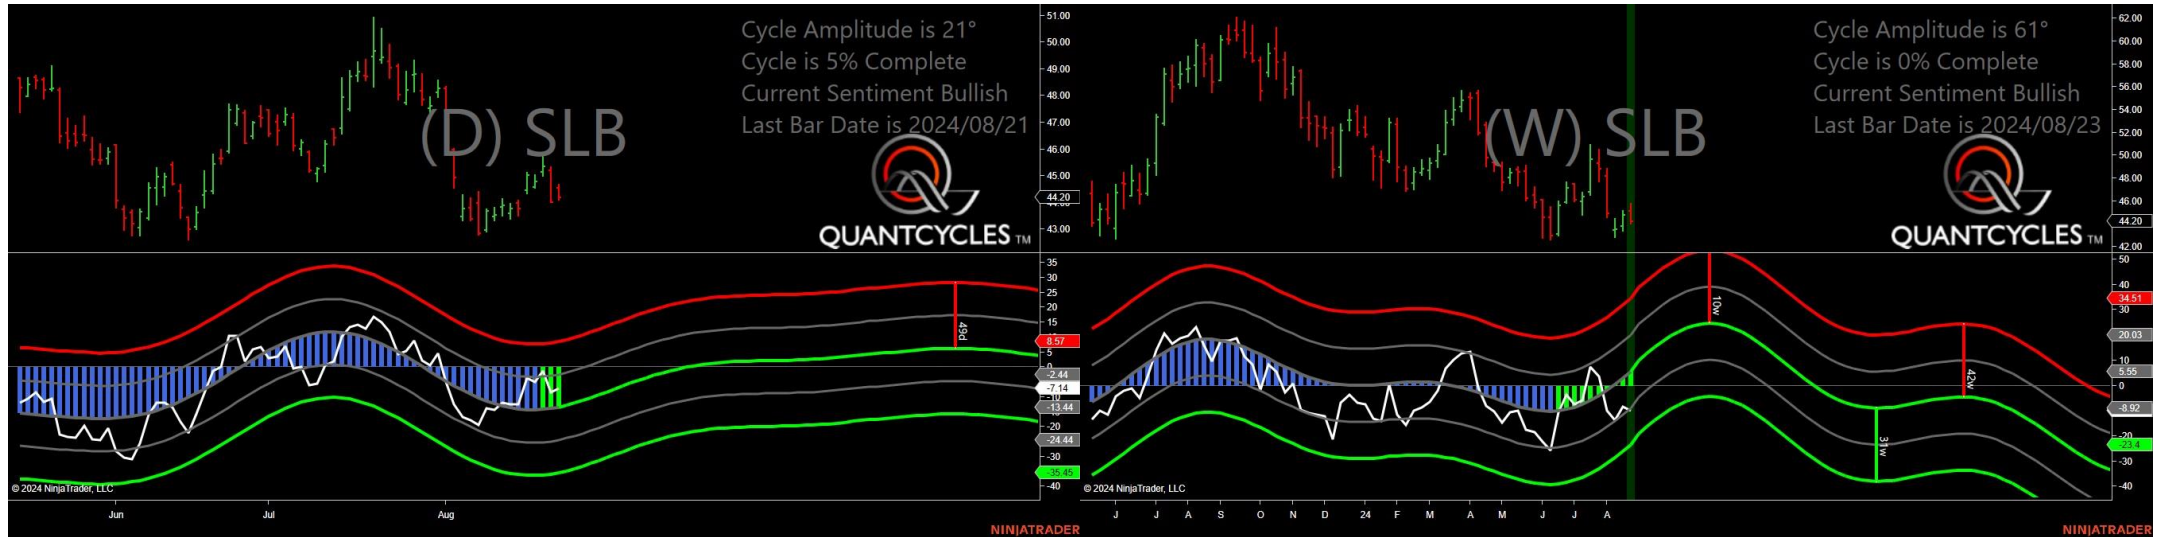 Cycle Amplitude is 21°
Cycle is 5% Complete
Current Sentiment Bullish
Last Bar Date is 2024/08/21
(D) SLB
QUANTCYCLES TM
51.00
50.00
49.00
48.00
47.00
46.00
45.00
44.20
43.00
35
30
25
20
15
8.57
5
0
-2.44
-7.14
-10
-13.44
-24.44
-30
-35.45
-40
49d
© 2024 NinjaTrader, LLC
Jun Jul Aug
NINJATRADER
Cycle Amplitude is 61°
Cycle is 0% Complete
Current Sentiment Bullish
Last Bar Date is 2024/08/23
(W) SLB
QUANTCYCLES TM
62.00
60.00
58.00
56.00
54.00
52.00
50.00
48.00
46.00
44.20
42.00
50
40
34.51
30
20.03
10
5.55
0
-8.92
-20
-23.4
-30
-40
10w
31w
42w
© 2024 NinjaTrader, LLC
J J A S O N D 24 F M A M J J A
NINJATRADER